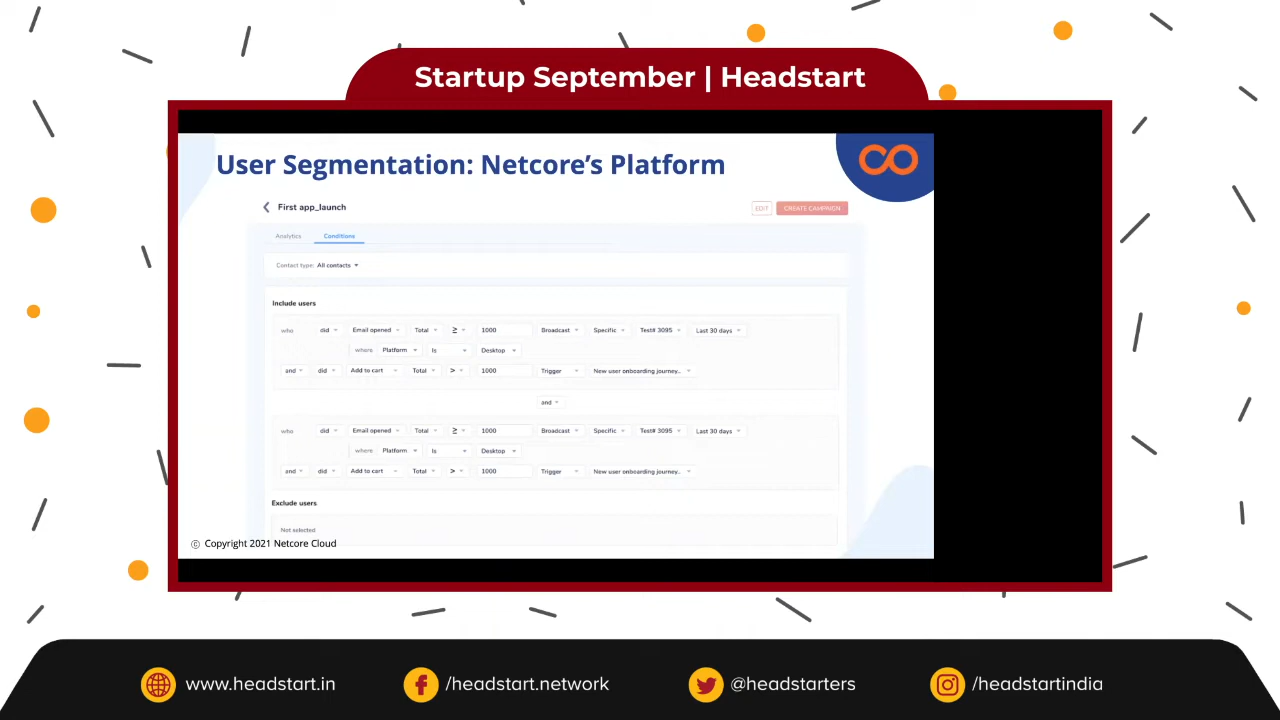 Startup September | Headstart
User Segmentation: Netcore's Platform
First app_launch
EDIT
CREATE CAMPAIGN
Analytics Conditions
Contact type: All contacts
Include users
who did Email opened Total ≥ 1000 Broadcast Specific Test# 3095 Last 30 days
where Platform Is Desktop
and did Add to cart Total > 1000 Trigger New user onboarding journey..
and
who did Email opened Total ≥ 1000 Broadcast Specific Test# 3095 Last 30 days
where Platform Is Desktop
and did Add to cart Total > 1000 Trigger New user onboarding journey..
Exclude users
Not selected
© Copyright 2021 Netcore Cloud
www.headstart.in /headstart.network @headstarters /headstartindia